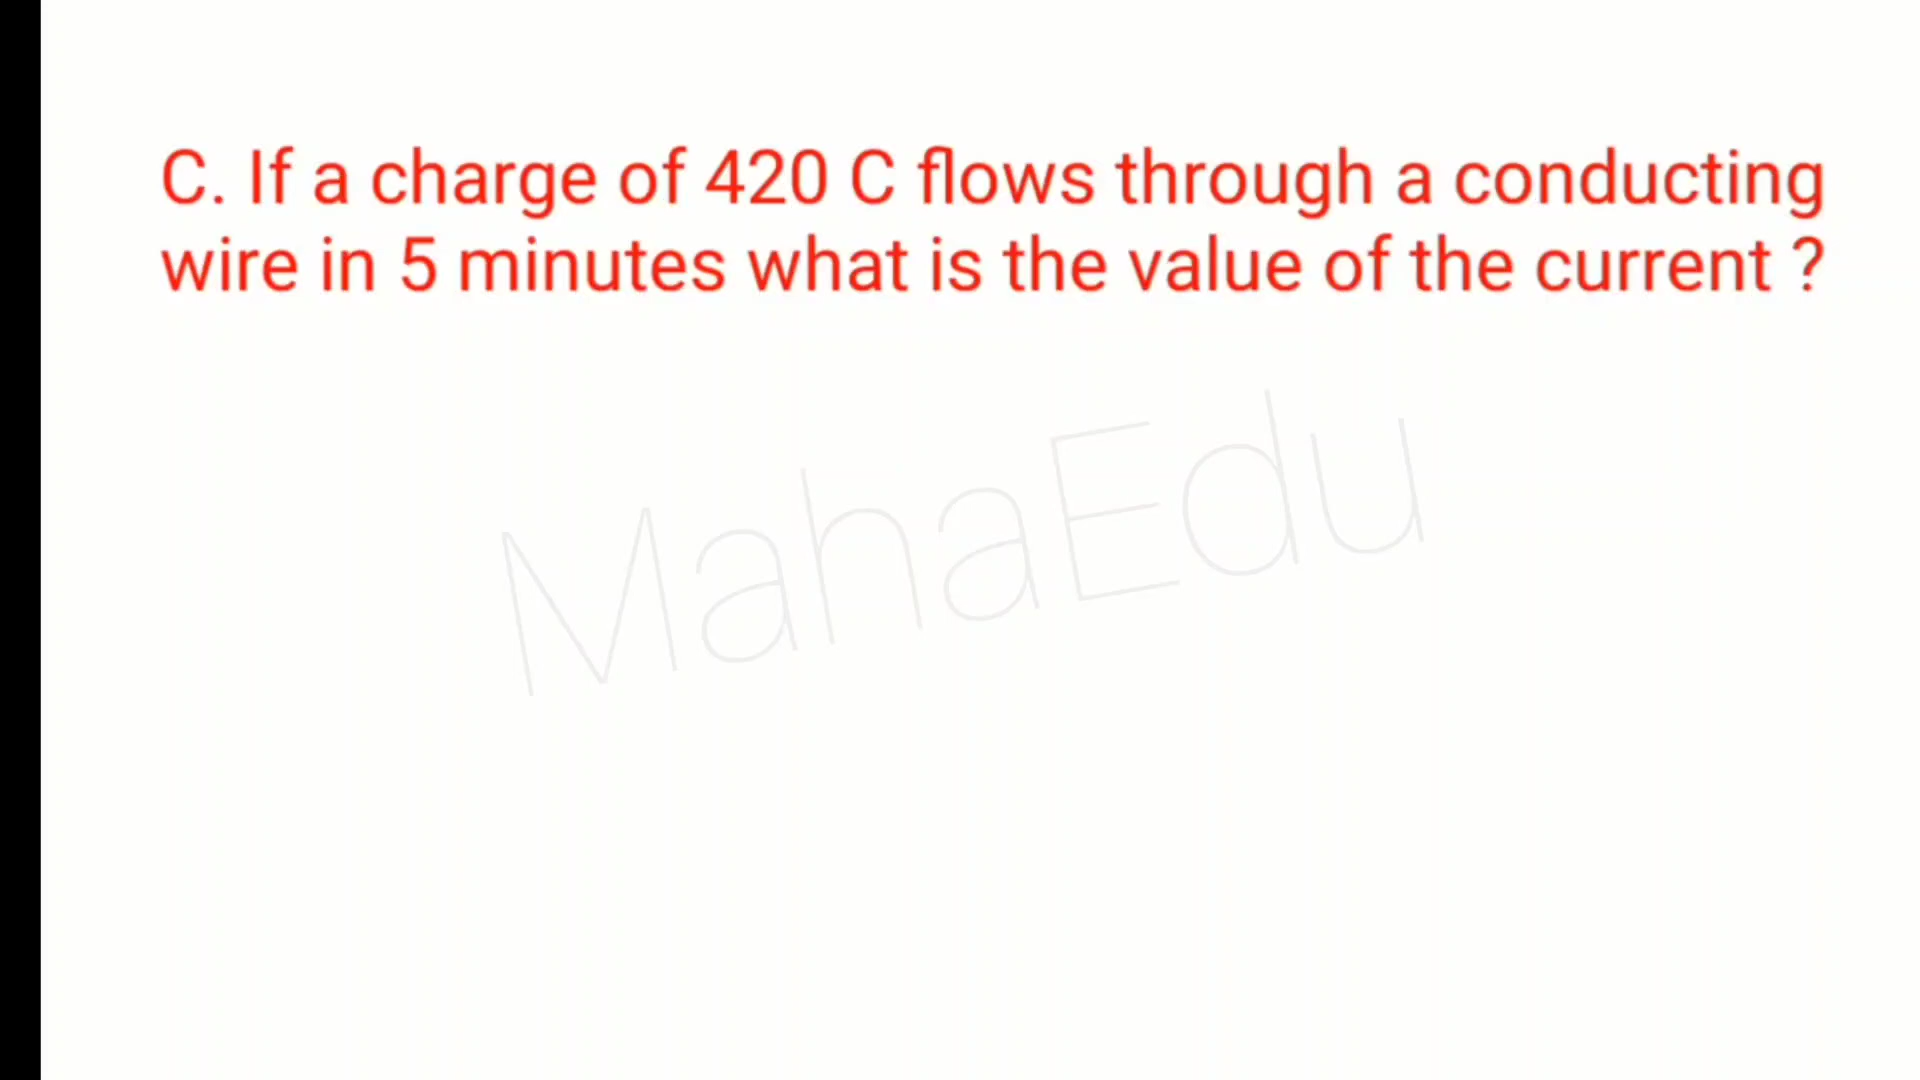 C. If a charge of 420 C flows through a conducting
wire in 5 minutes what is the value of the current ?
MahaEdu